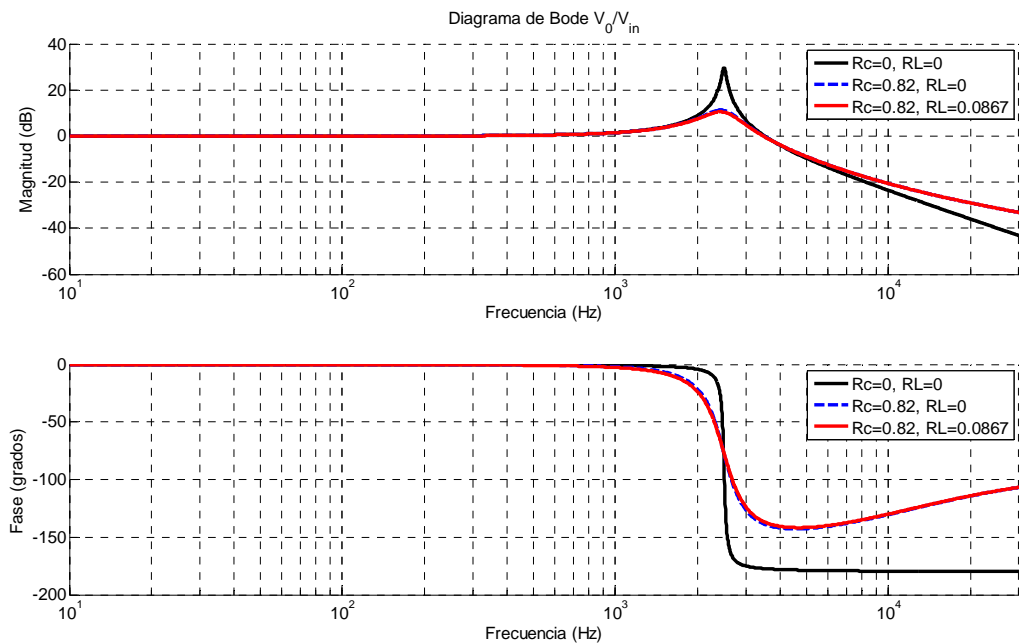 Diagrama de Bode V0/Vin
Magnitud (dB)
40
20
0
-20
-40
-60
Rc=0, RL=0
Rc=0.82, RL=0
Rc=0.82, RL=0.0867
10^1
10^2
10^3
10^4
Frecuencia (Hz)
Fase (grados)
0
-50
-100
-150
-200
Rc=0, RL=0
Rc=0.82, RL=0
Rc=0.82, RL=0.0867
10^1
10^2
10^3
10^4
Frecuencia (Hz)